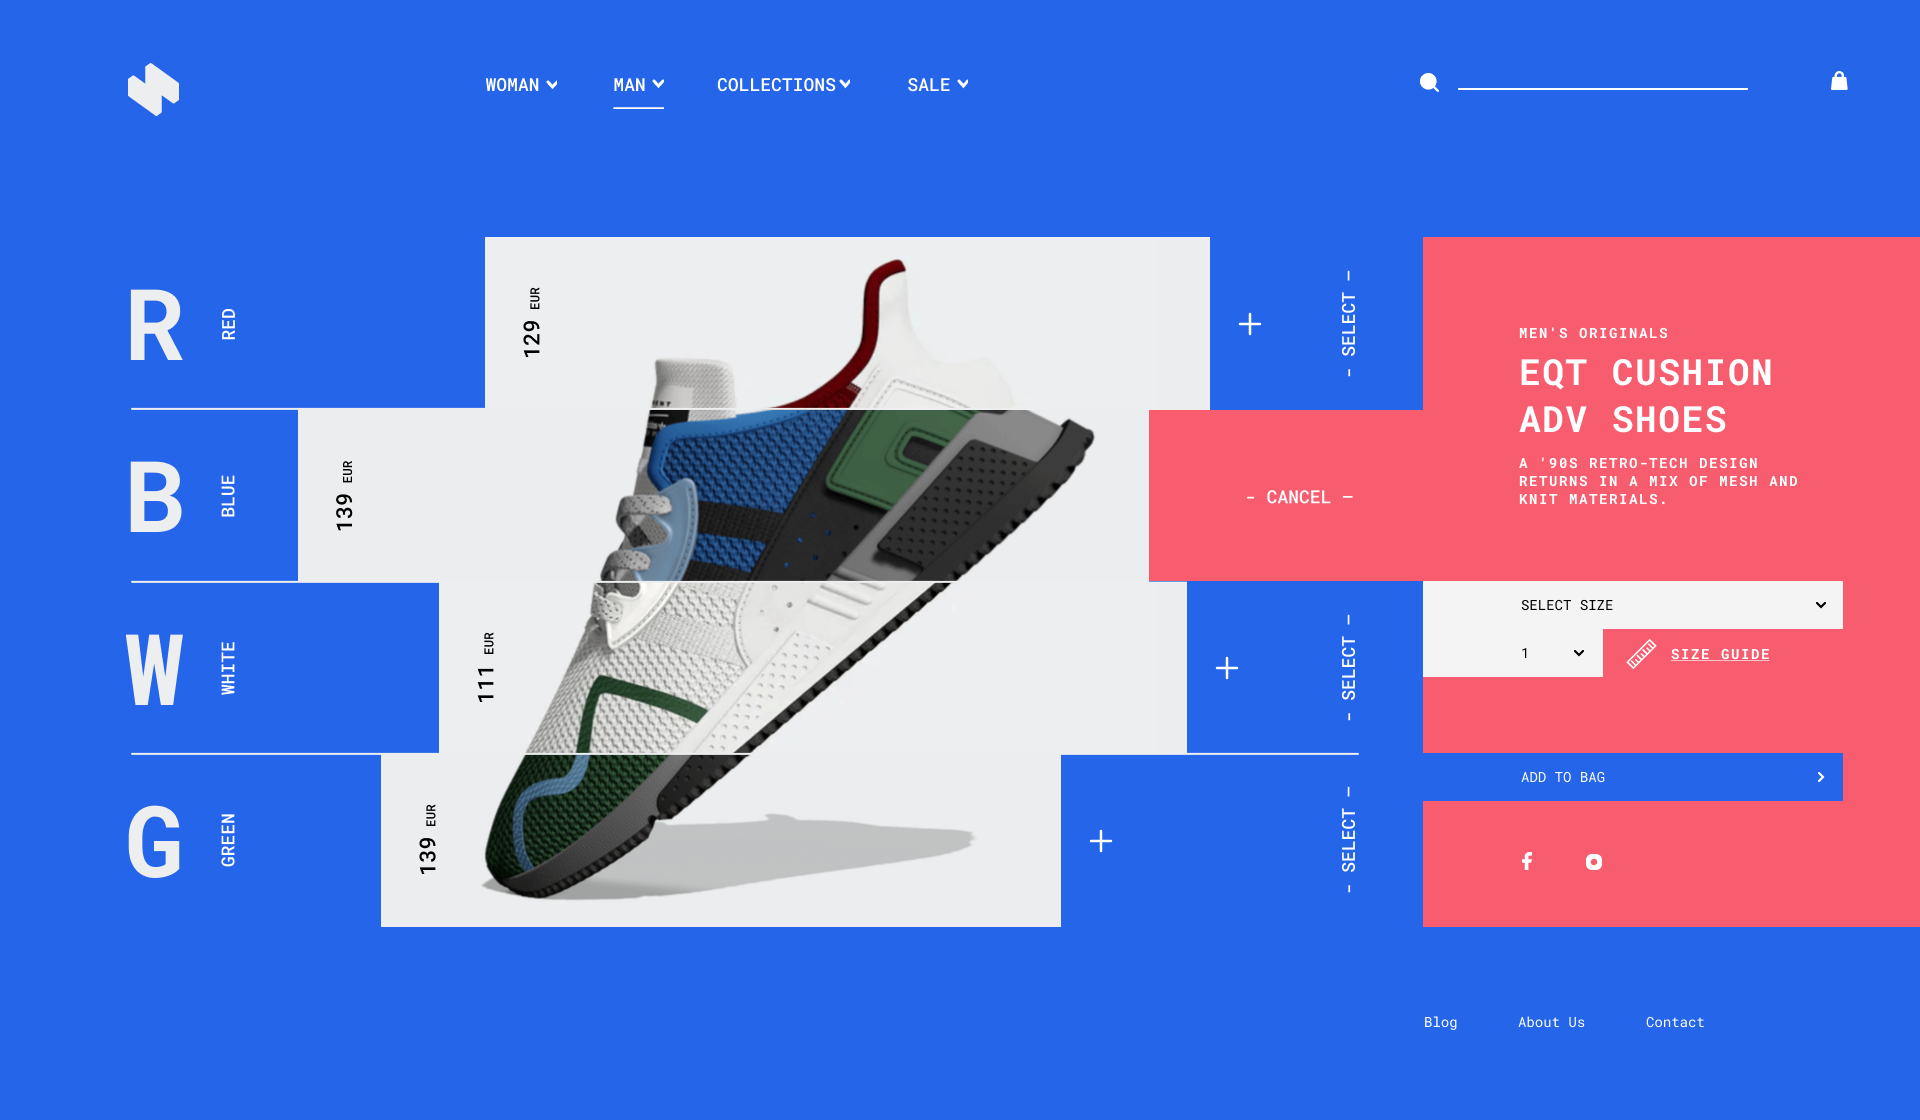 WOMAN
MAN
COLLECTIONS
SALE
R
RED
129 EUR
- SELECT -
B
BLUE
139 EUR
- CANCEL -
W
WHITE
111 EUR
- SELECT -
G
GREEN
139 EUR
- SELECT -
MEN'S ORIGINALS
EQT CUSHION
ADV SHOES
A '90S RETRO-TECH DESIGN
RETURNS IN A MIX OF MESH AND
KNIT MATERIALS.
SELECT SIZE
1
SIZE GUIDE
ADD TO BAG
Blog
About Us
Contact